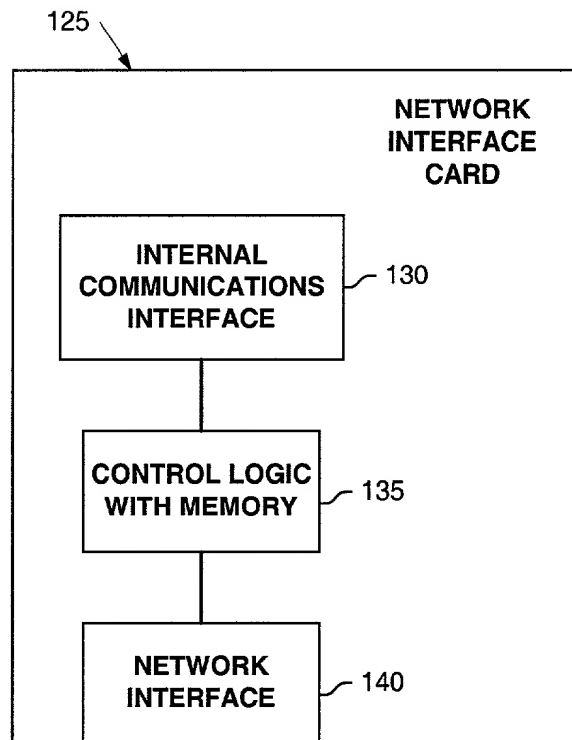 125
NETWORK
INTERFACE
CARD
INTERNAL
COMMUNICATIONS
INTERFACE
130
CONTROL LOGIC
WITH MEMORY
135
NETWORK
INTERFACE
140